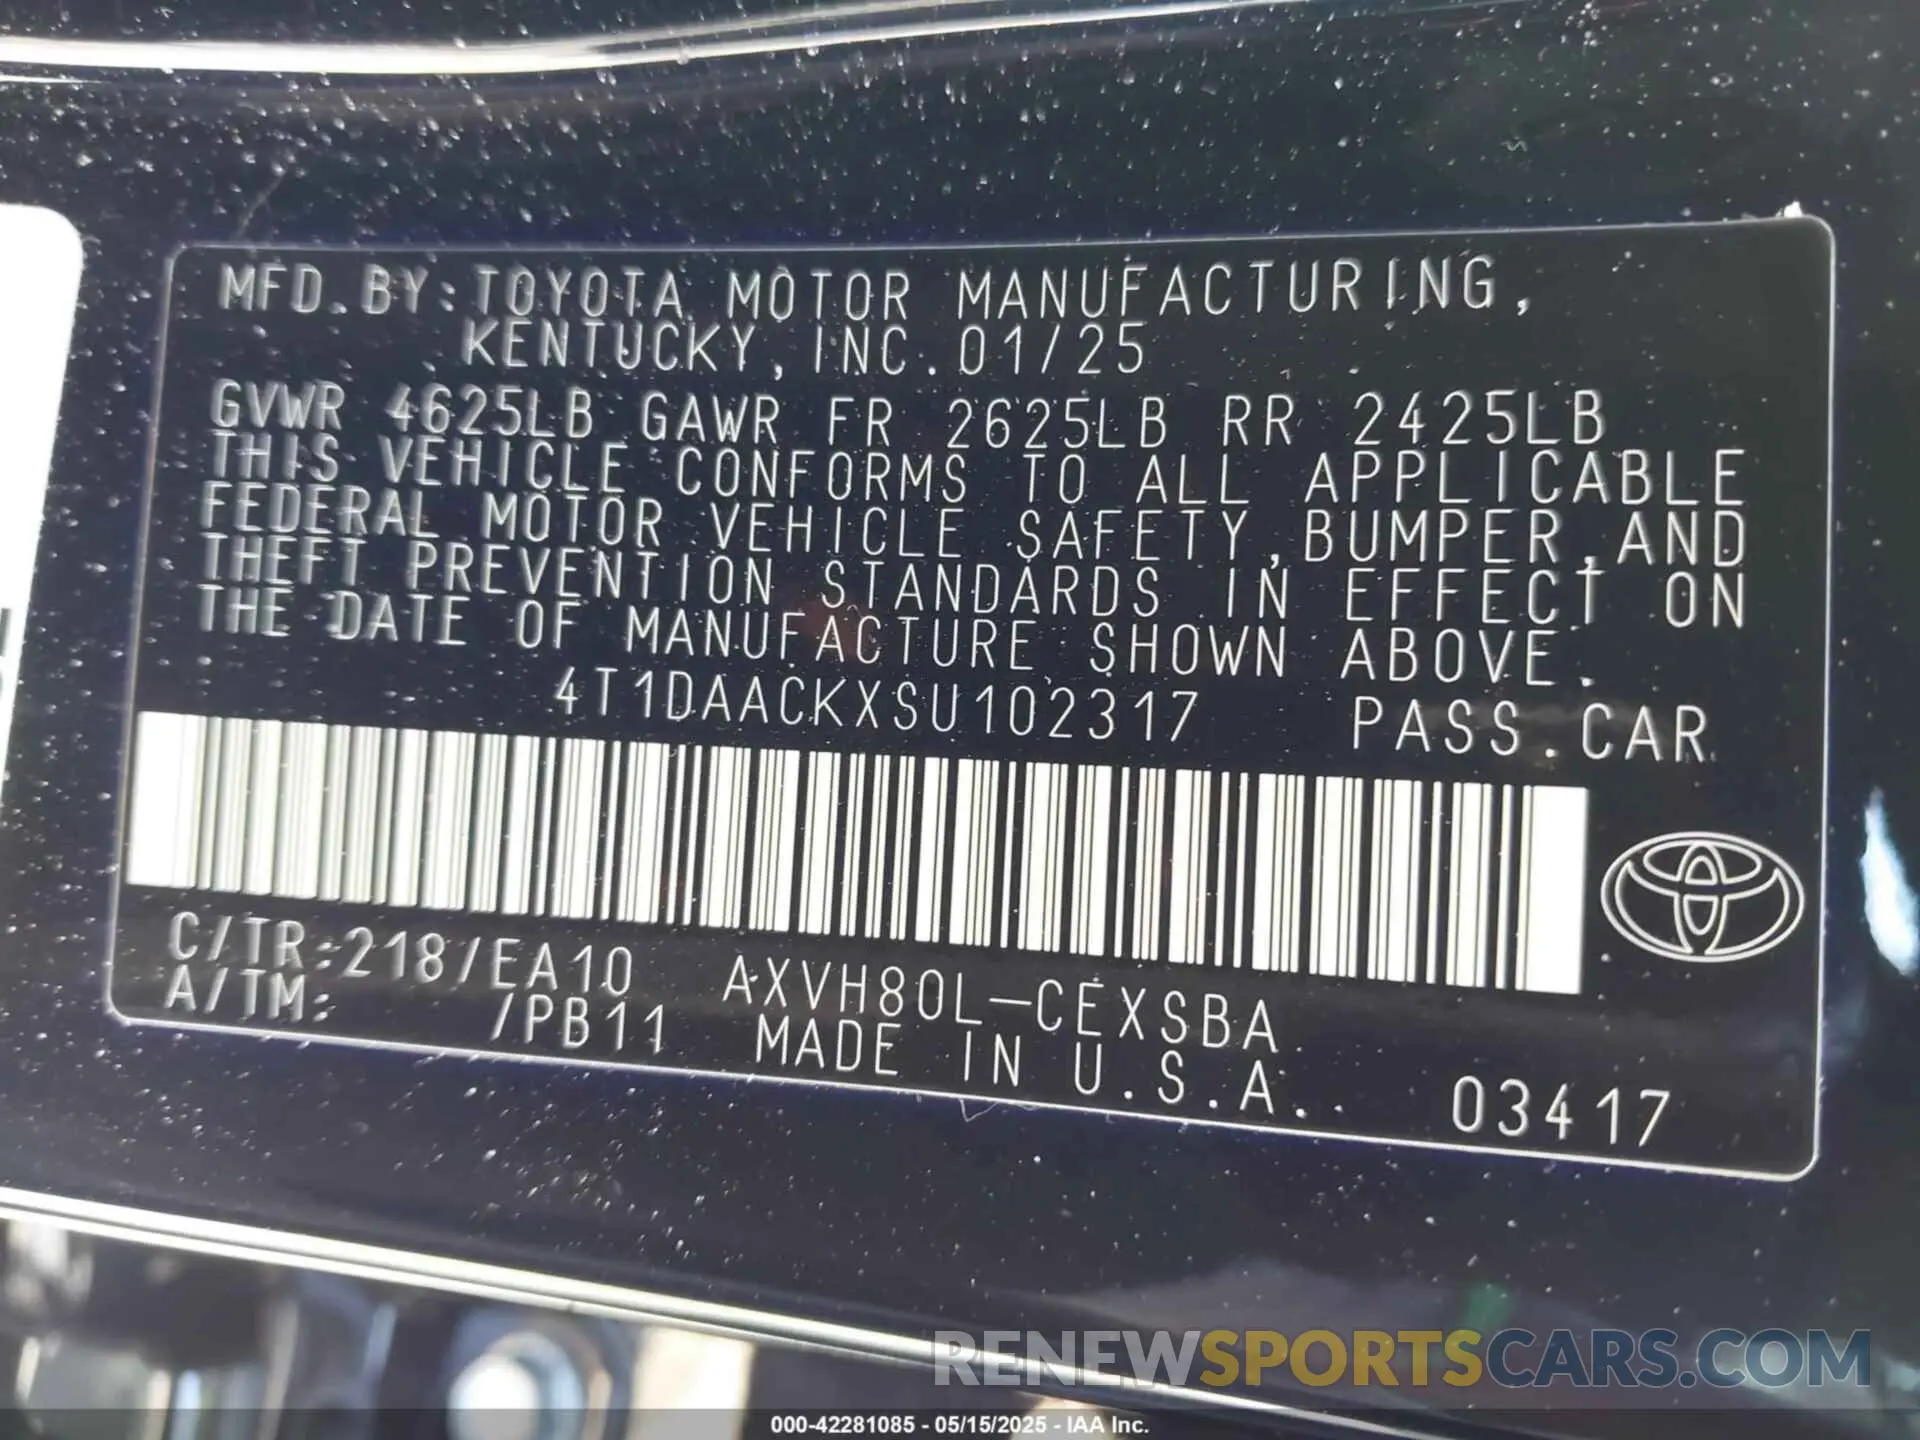 MFD.BY:TOYOTA MOTOR MANUFACTURING,
KENTUCKY,INC.01/25
GVWR 4625LB GAWR FR 2625LB RR 2425LB
THIS VEHICLE CONFORMS TO ALL APPLICABLE
FEDERAL MOTOR VEHICLE SAFETY,BUMPER,AND
THEFT PREVENTION STANDARDS IN EFFECT ON
THE DATE OF MANUFACTURE SHOWN ABOVE.
4T1DAACKXSU102317 PASS.CAR
C/TR:218/EA10 AXVH80L-CEXSBA
A/TM: /PB11 MADE IN U.S.A. 03417
RENEWSPORTSCARS.COM
000-42281085 - 05/15/2025 - IAA Inc.